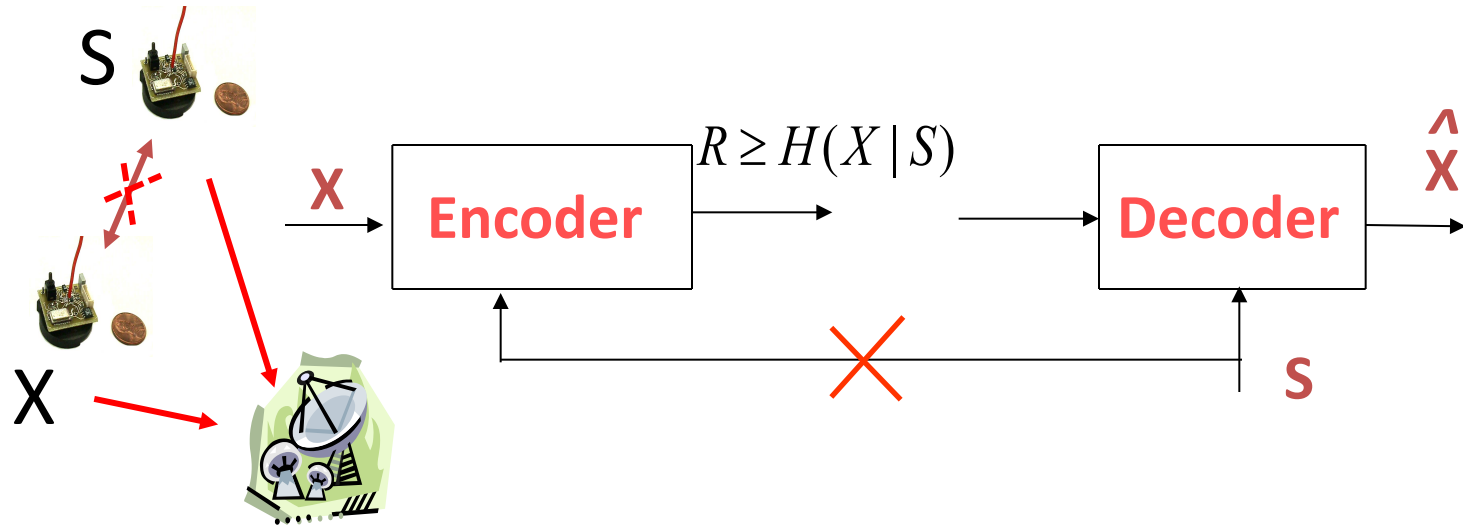 S
X
X
Encoder
R ≥ H(X | S)
Decoder
^
X
S